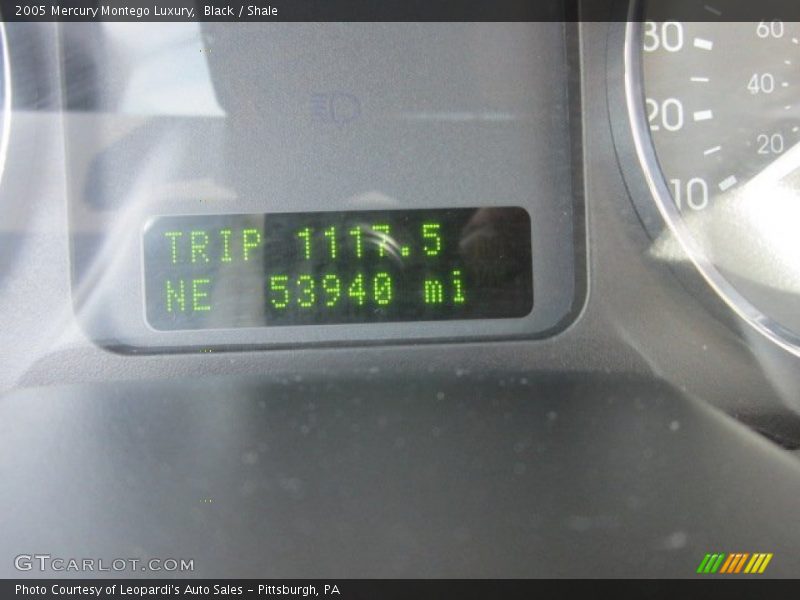 2005 Mercury Montego Luxury,  Black / Shale
30
60
20
40
10
20
TRIP 1117.5
NE 53940 mi
GTCARLOT.COM
Photo Courtesy of Leopardi's Auto Sales - Pittsburgh, PA